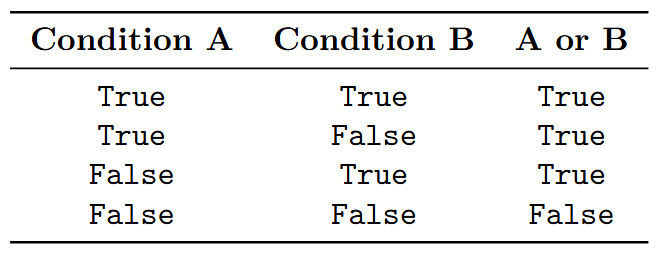 Condition A Condition B A or B
True True True
True False True
False True True
False False False